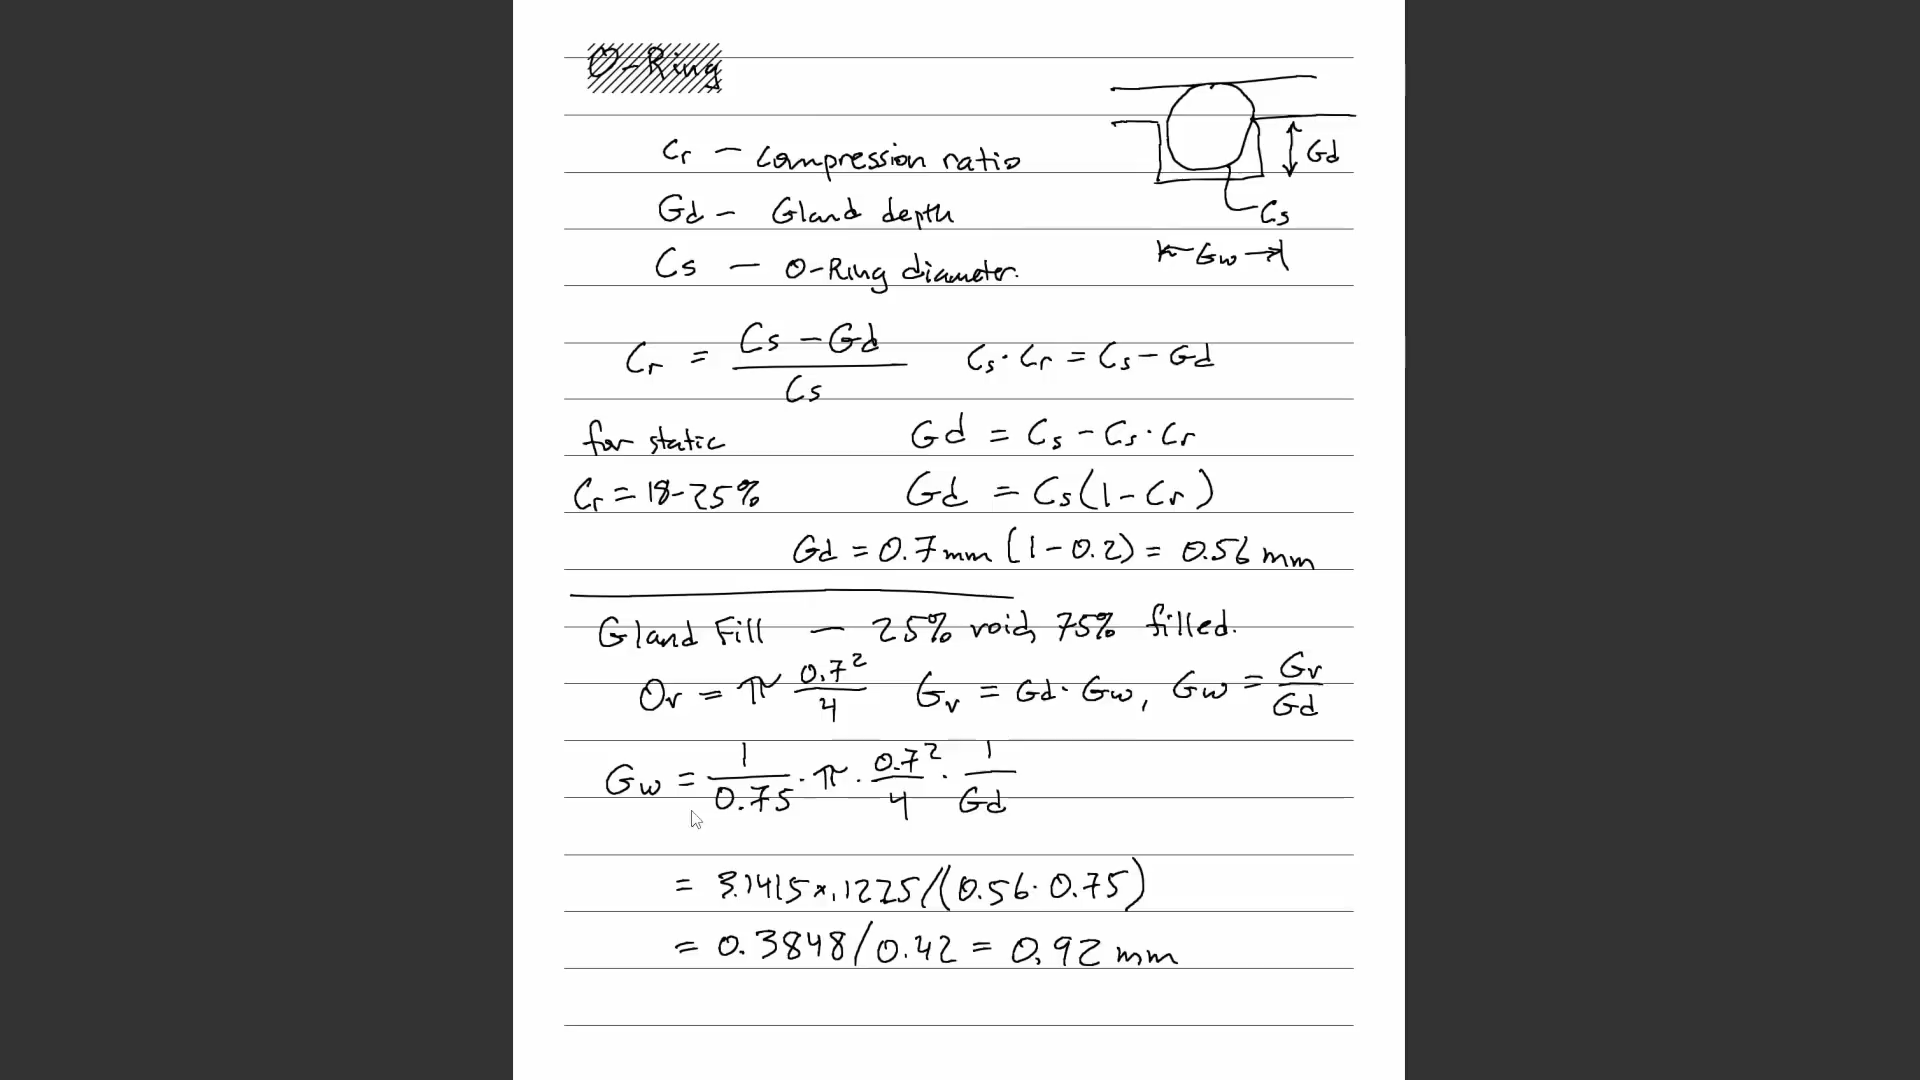 O-Ring
Cr - Compression ratio
Gd
Gd - Gland depth
Cs
Cs - O-Ring diameter.
Gw
Cr = (Cs - Gd) / Cs
Cs · Cr = Cs - Gd
for static
Gd = Cs - Cs · Cr
Cr = 18-25%
Gd = Cs(1 - Cr)
Gd = 0.7mm (1 - 0.2) = 0.56 mm
Gland Fill - 25% void, 75% filled.
Ov = π 0.7²/4
Gv = Gd · Gw, Gw = Gv/Gd
Gw = 1/0.75 · π · 0.7²/4 · 1/Gd
= 3.1415 × .1225/(0.56 · 0.75)
= 0.3848/0.42 = 0.92 mm